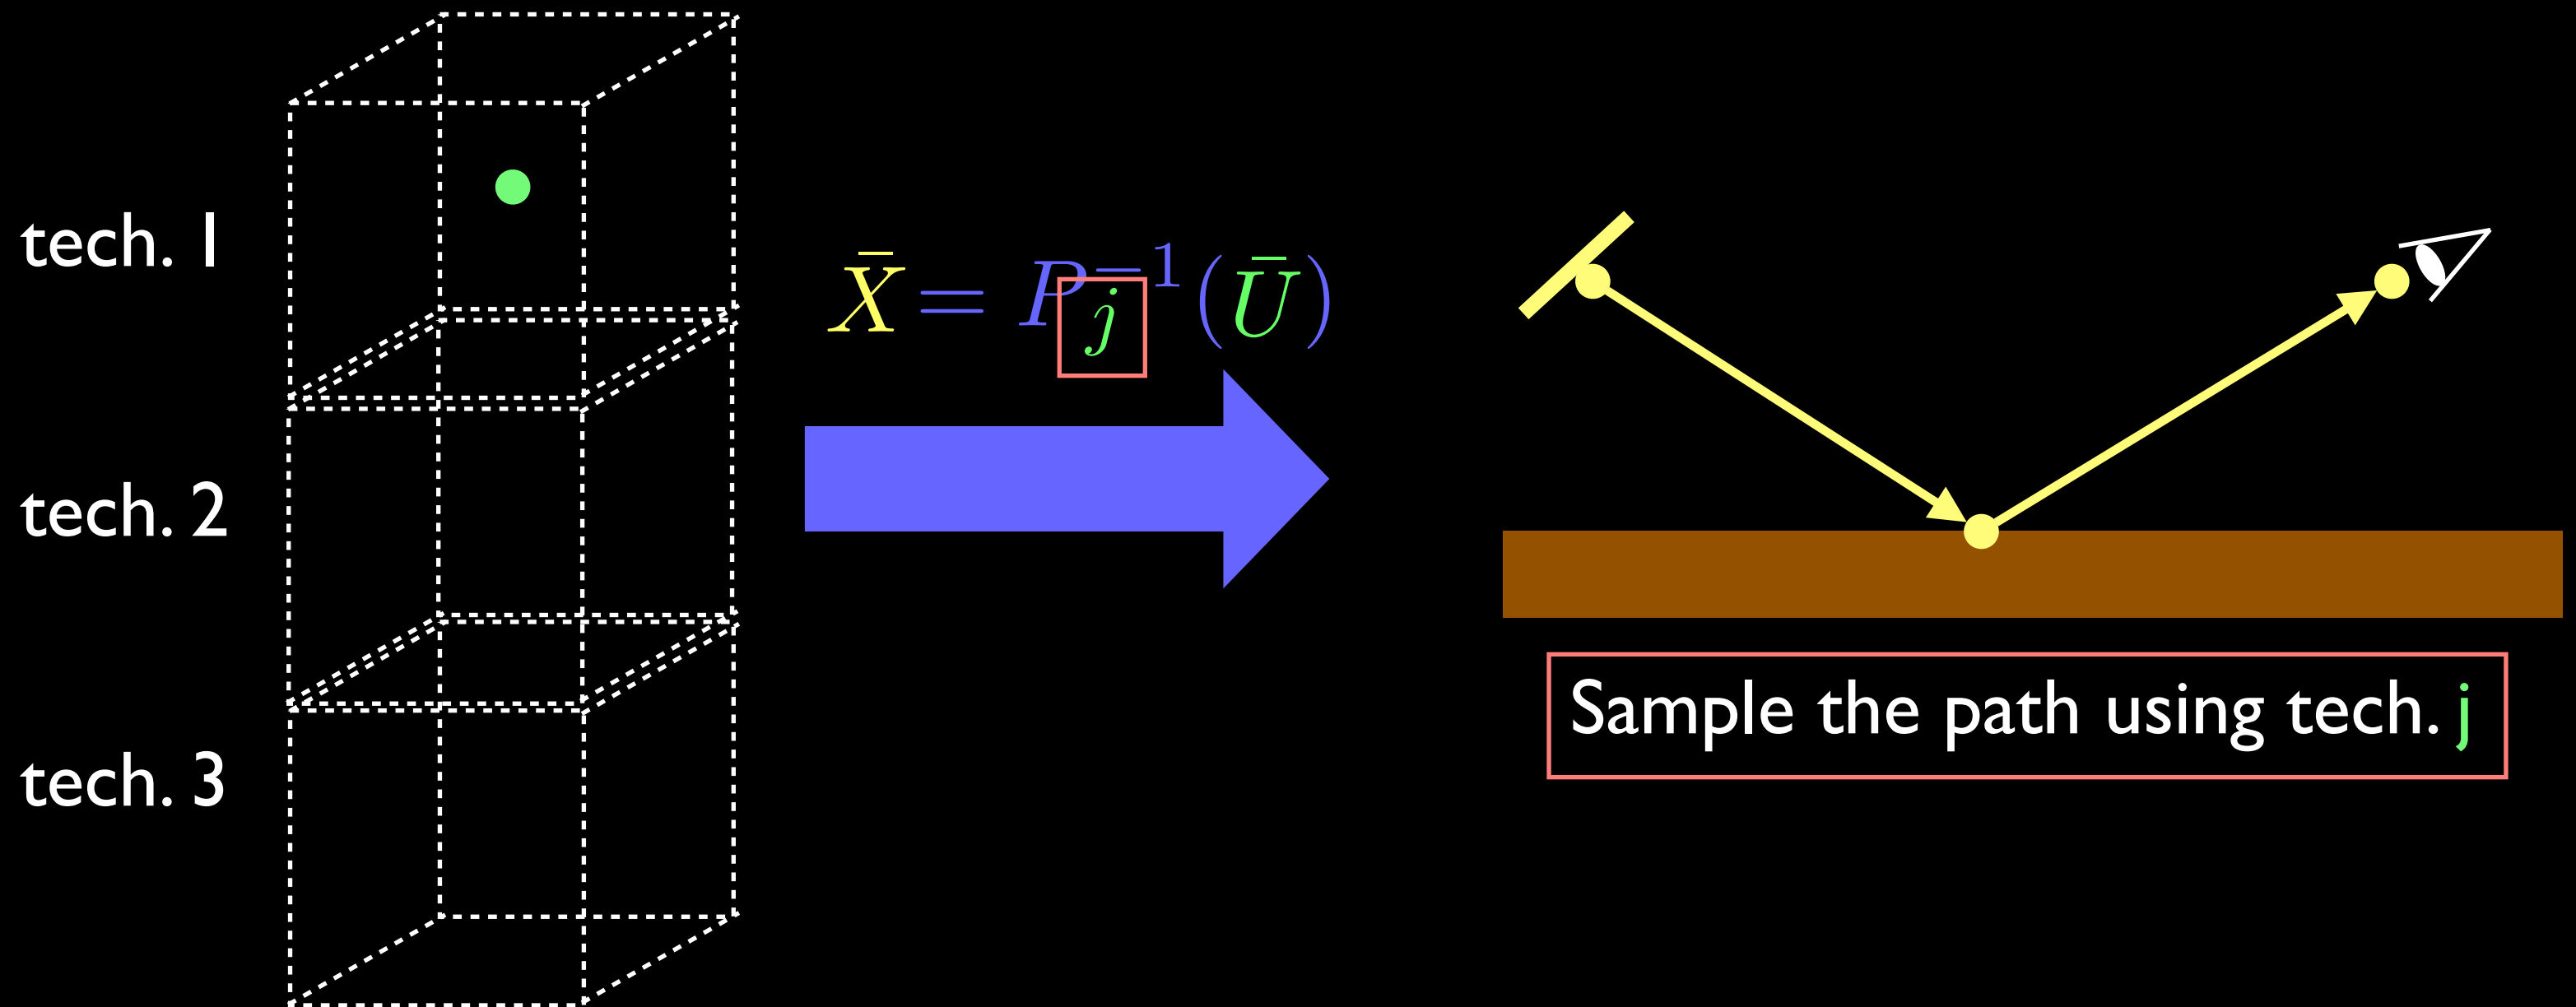 tech. 1
X̄ = P_j^{-1}(Ū)
tech. 2
Sample the path using tech. j
tech. 3